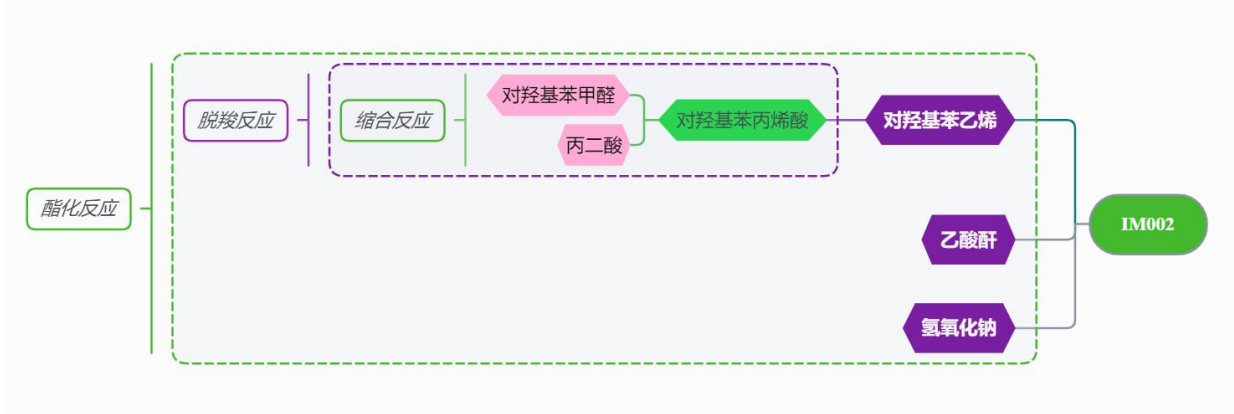 对羟基苯甲醛
脱羧反应
缩合反应
对羟基苯丙烯酸
对羟基苯乙烯
丙二酸
酯化反应
IM002
乙酸酐
氢氧化钠